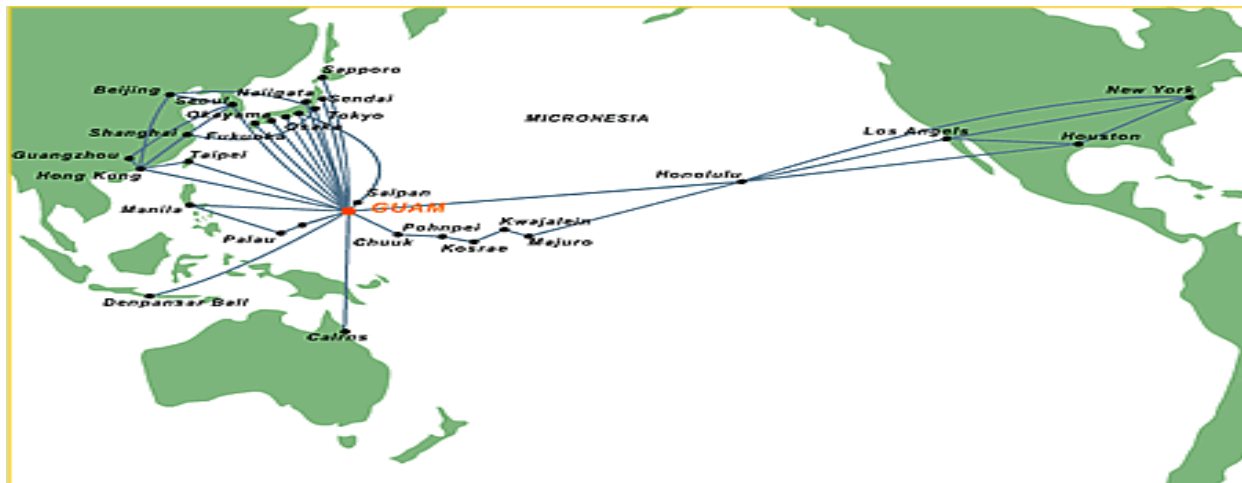 Sapporo
Beijing
Niigata
Seoul
Sendai
Okayama
Tokyo
Shanghai
Fukuoka
Osaka
MICRONESIA
New York
Los Angels
Houston
Guangzhou
Taipei
Hong Kong
Honolulu
Saipan
Manila
GUAM
Kwajalein
Pohnpei
Palau
Chuuk
Kosrae
Majuro
Denpansar Bali
Cairns